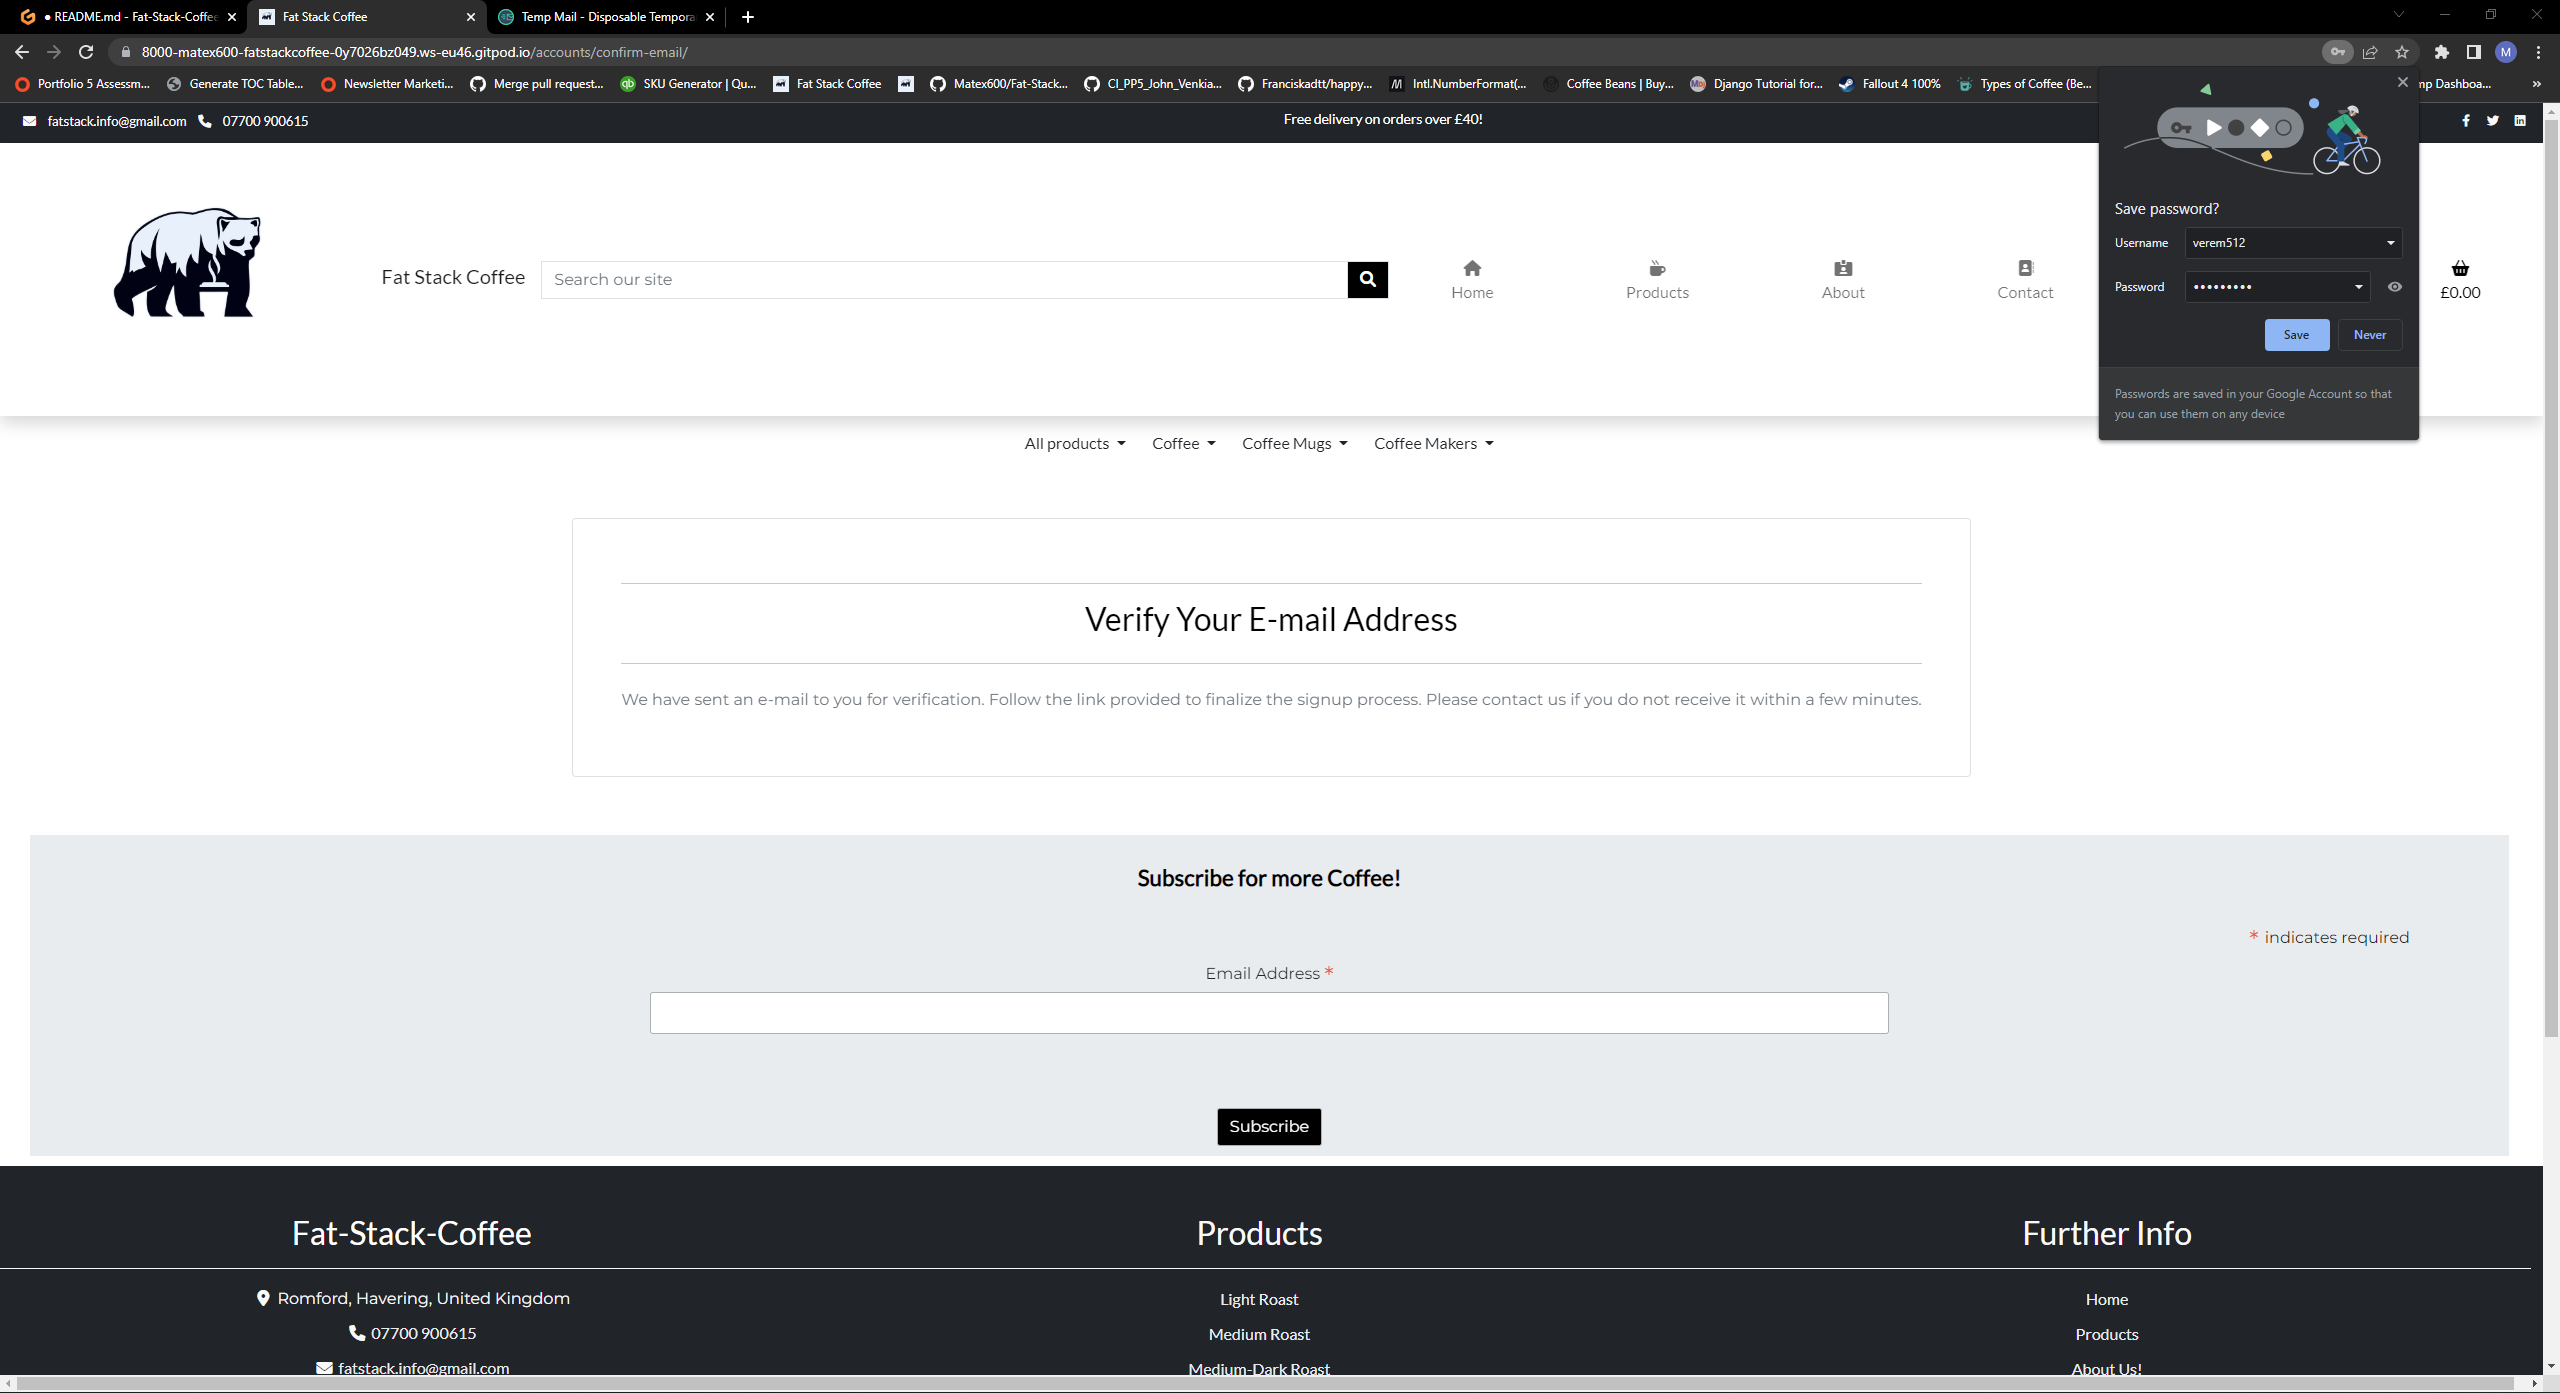 README.md - Fat-Stack-Coffee
Fat Stack Coffee
Temp Mail - Disposable Tempora
8000-matex600-fatstackcoffee-0y7026bz049.ws-eu46.gitpod.io/accounts/confirm-email/
M
Portfolio 5 Assessm...
Generate TOC Table...
Newsletter Marketi...
Merge pull request...
qb
SKU Generator | Qu...
Fat Stack Coffee
Matex600/Fat-Stack...
CI_PP5_John_Venkia...
Franciskadtt/happy...
Intl.NumberFormat(...
Coffee Beans | Buy...
Django Tutorial for...
Fallout 4 100%
Types of Coffee (Be...
mp Dashboa...
»
fatstack.info@gmail.com
07700 900615
Free delivery on orders over £40!
Save password?
Username
verem512
Password
•••••••••
Save
Never
Passwords are saved in your Google Account so that
you can use them on any device
Fat Stack Coffee
Search our site
Home
Products
About
Contact
£0.00
All products
Coffee
Coffee Mugs
Coffee Makers
Verify Your E-mail Address
We have sent an e-mail to you for verification. Follow the link provided to finalize the signup process. Please contact us if you do not receive it within a few minutes.
Subscribe for more Coffee!
* indicates required
Email Address *
Subscribe
Fat-Stack-Coffee
Romford, Havering, United Kingdom
07700 900615
fatstack.info@gmail.com
Products
Light Roast
Medium Roast
Medium-Dark Roast
Further Info
Home
Products
About Us!